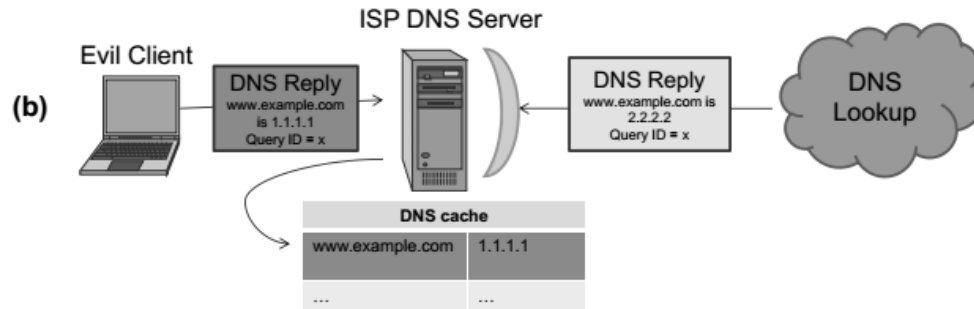 ISP DNS Server
Evil Client
(b)
DNS Reply
www.example.com
is 1.1.1.1
Query ID = x
DNS Reply
www.example.com is
2.2.2.2
Query ID = x
DNS
Lookup
DNS cache
www.example.com 1.1.1.1
... ...